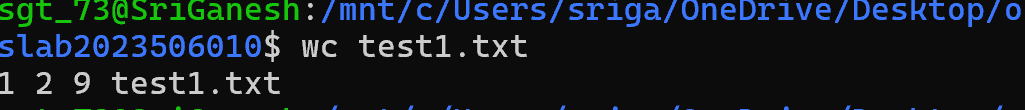 sgt_73@SriGanesh:/mnt/c/Users/sriga/OneDrive/Desktop/o
slab2023506010$ wc test1.txt
1 2 9 test1.txt